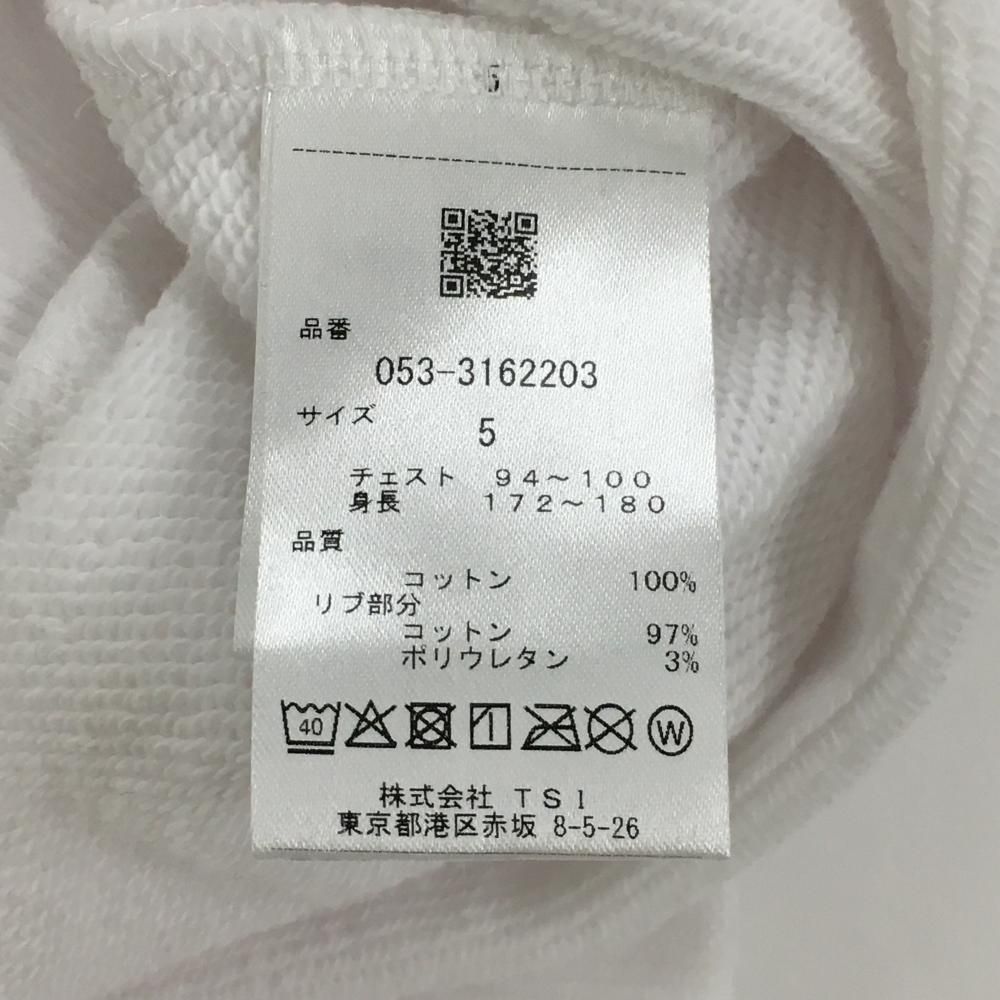 5
品番
053-3162203
サイズ
5
チェスト 94～100
身長 172～180
品質
コットン 100%
リブ部分
コットン 97%
ポリウレタン 3%
40 W
株式会社 TSI
東京都港区赤坂 8-5-26